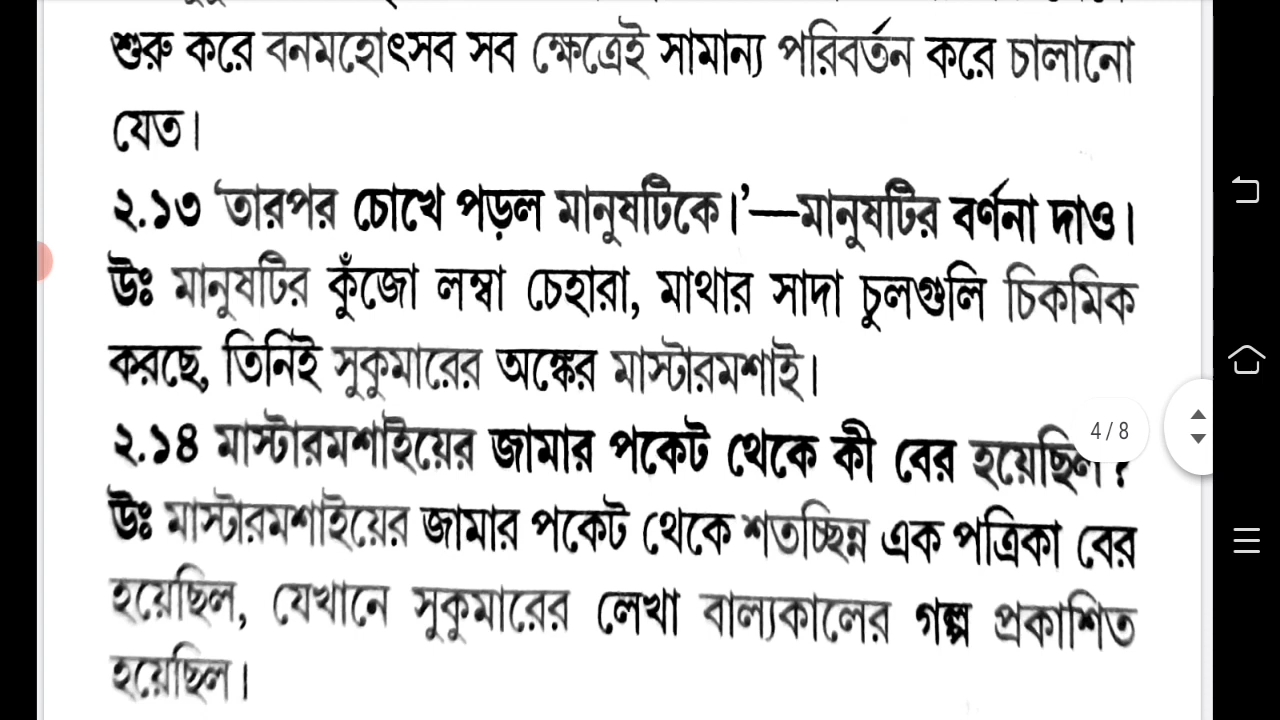 শুরু করে বনমহোৎসব সব ক্ষেত্রেই সামান্য পরিবর্তন করে চালানো
যেত।
২.১৩ ‘তারপর চোখে পড়ল মানুষটিকে।’—মানুষটির বর্ণনা দাও।
উঃ মানুষটির কুঁজো লম্বা চেহারা, মাথার সাদা চুলগুলি চিকমিক
করছে, তিনিই সুকুমারের অঙ্কের মাস্টারমশাই।
২.১৪ মাস্টারমশাইয়ের জামার পকেট থেকে কী বের হয়েছিল?
4 / 8
উঃ মাস্টারমশাইয়ের জামার পকেট থেকে শতচ্ছিন্ন এক পত্রিকা বের
হয়েছিল, যেখানে সুকুমারের লেখা বাল্যকালের গল্প প্রকাশিত
হয়েছিল।